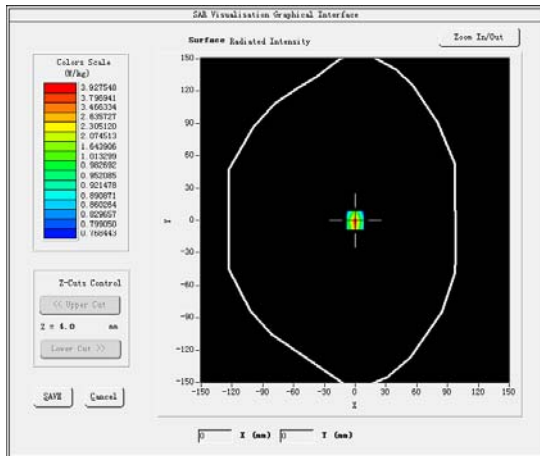 SAR Visualisation Graphical Interface
Surface Radiated Intensity
Zoom In/Out
Colors Scale
(W/kg)
3.927548
3.796941
3.466334
2.635727
2.305120
2.074513
1.643906
1.013299
0.982692
0.952085
0.921478
0.890871
0.860264
0.829657
0.799050
0.768443
150
120
90
60
30
0
-30
-60
-90
-120
-150
Y
-150 -120 -90 -60 -30 0 30 60 90 120 150
X
Z-Cuts Control
<< Upper Cut
Z = 4.0 mm
Lower Cut >>
SAVE Cancel
0 X (mm) 0 Y (mm)